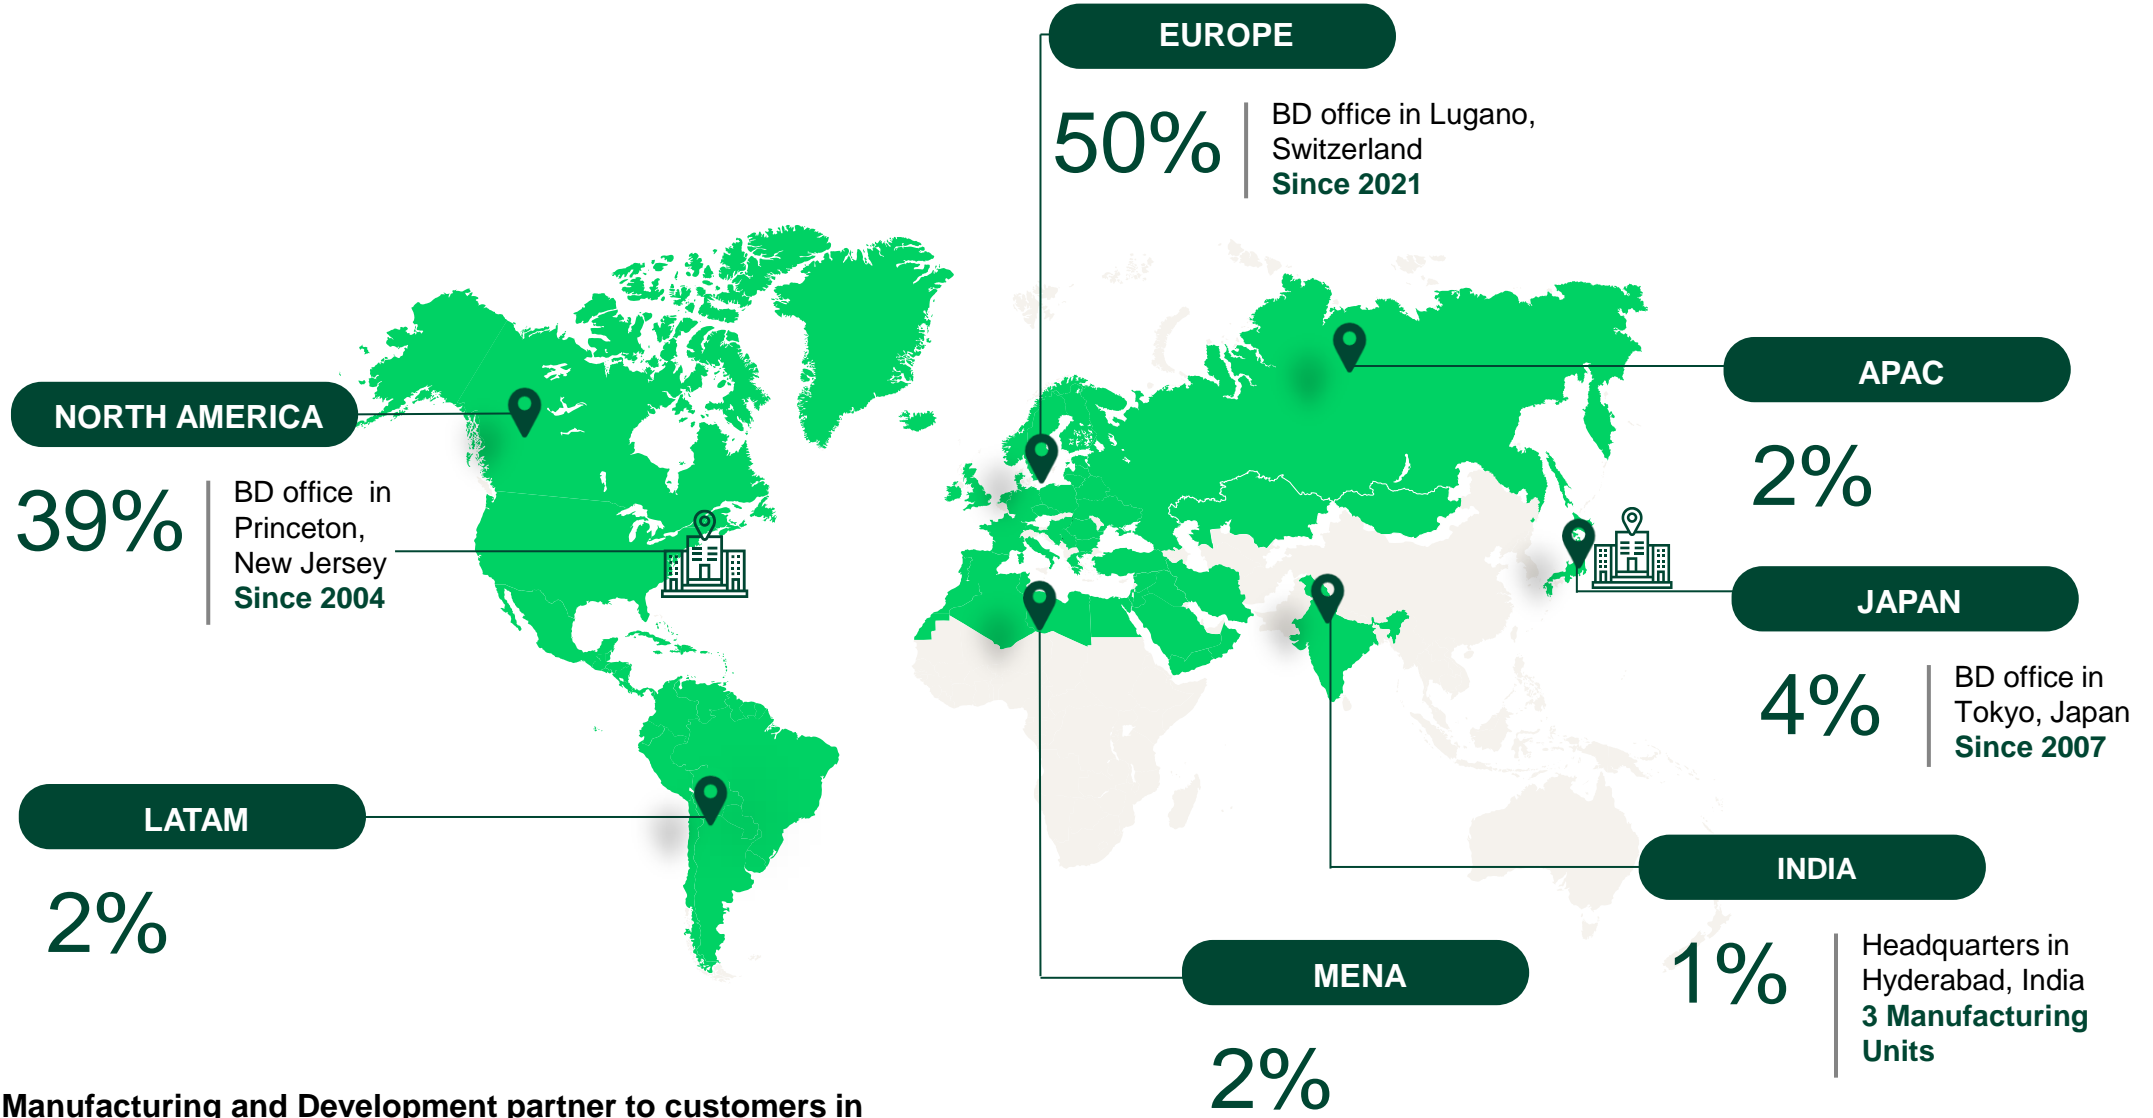 EUROPE
50%
BD office in Lugano,
Switzerland
Since 2021
NORTH AMERICA
39%
BD office in
Princeton,
New Jersey
Since 2004
APAC
2%
JAPAN
4%
BD office in
Tokyo, Japan
Since 2007
LATAM
2%
INDIA
1%
Headquarters in
Hyderabad, India
3 Manufacturing
Units
MENA
2%
Manufacturing and Development partner to customers in